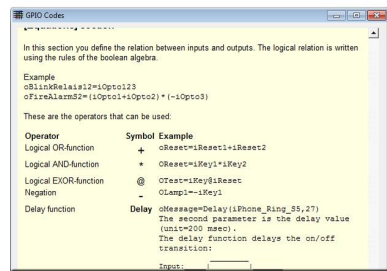 GPIO Codes
In this section you define the relation between inputs and outputs. The logical relation is written
using the rules of the boolean algebra.
Example
oBlinkRelais12=iOpto123
oFireAlarmS2=(iOpto1+iOpto2)*(-iOpto3)
These are the operators that can be used:
Operator Symbol Example
Logical OR-function + oReset=iReset1+iReset2
Logical AND-function * oReset=iKey1*iKey2
Logical EXOR-function @ OTest=iKey@iReset
Negation - OLamp1=-iKey1
Delay function Delay oMessage=Delay(iPhone_Ring_S5,27)
The second parameter is the delay value
(unit=200 msec).
The delay function delays the on/off
transition:
Input: